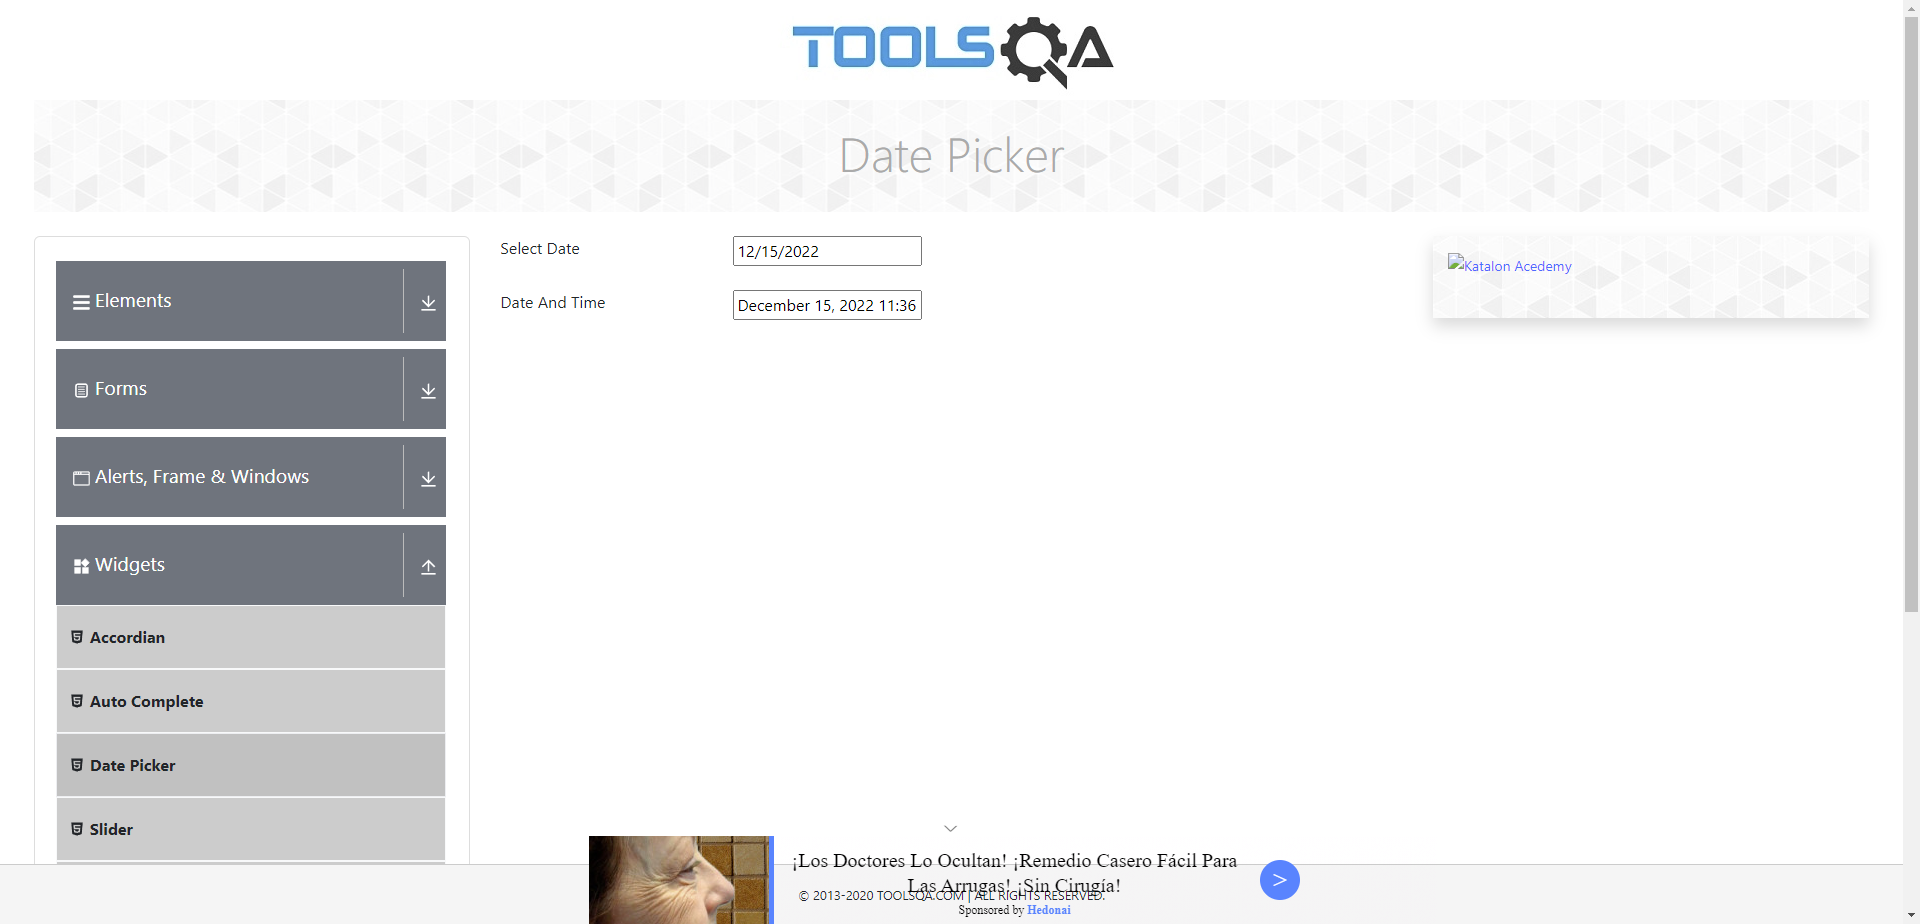 TOOLSQA
Date Picker
Elements
Forms
Alerts, Frame & Windows
Widgets
Accordian
Auto Complete
Date Picker
Slider
Select Date
12/15/2022
Date And Time
December 15, 2022 11:36
Katalon Acedemy
¡Los Doctores Lo Ocultan! ¡Remedio Casero Fácil Para
Las Arrugas! ¡Sin Cirugía!
>
© 2013-2020 TOOLSQA.COM | ALL RIGHTS RESERVED.
Sponsored by Hedonai